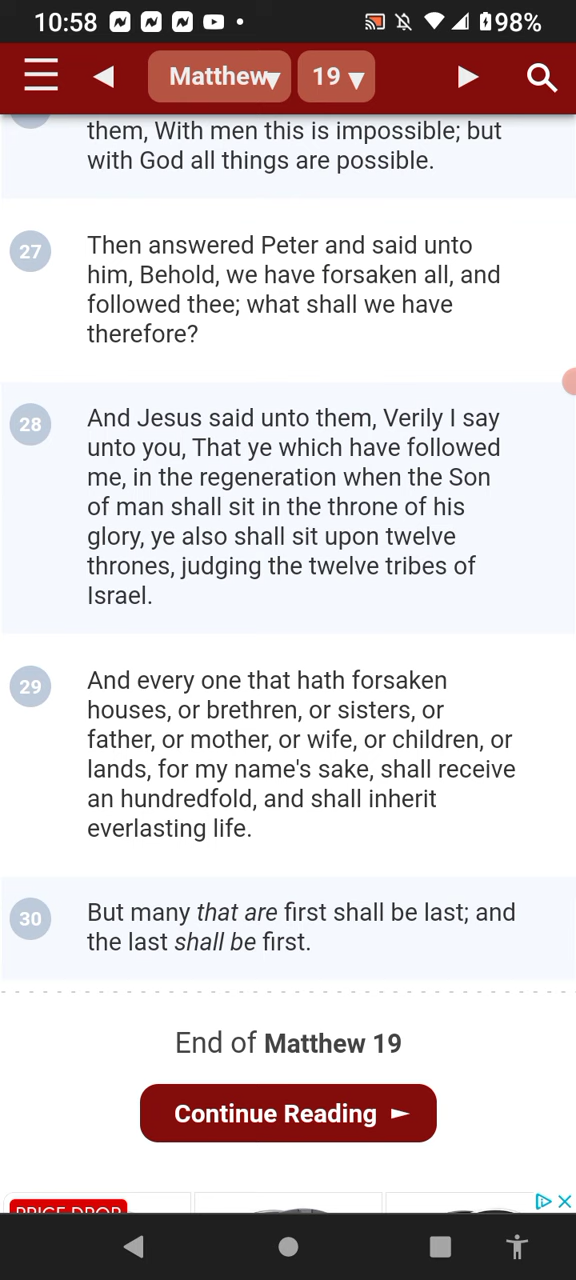 10:58
98%
Matthew
19
them, With men this is impossible; but
with God all things are possible.
27
Then answered Peter and said unto
him, Behold, we have forsaken all, and
followed thee; what shall we have
therefore?
28
And Jesus said unto them, Verily I say
unto you, That ye which have followed
me, in the regeneration when the Son
of man shall sit in the throne of his
glory, ye also shall sit upon twelve
thrones, judging the twelve tribes of
Israel.
29
And every one that hath forsaken
houses, or brethren, or sisters, or
father, or mother, or wife, or children, or
lands, for my name's sake, shall receive
an hundredfold, and shall inherit
everlasting life.
30
But many that are first shall be last; and
the last shall be first.
End of Matthew 19
Continue Reading
PRICE DROP